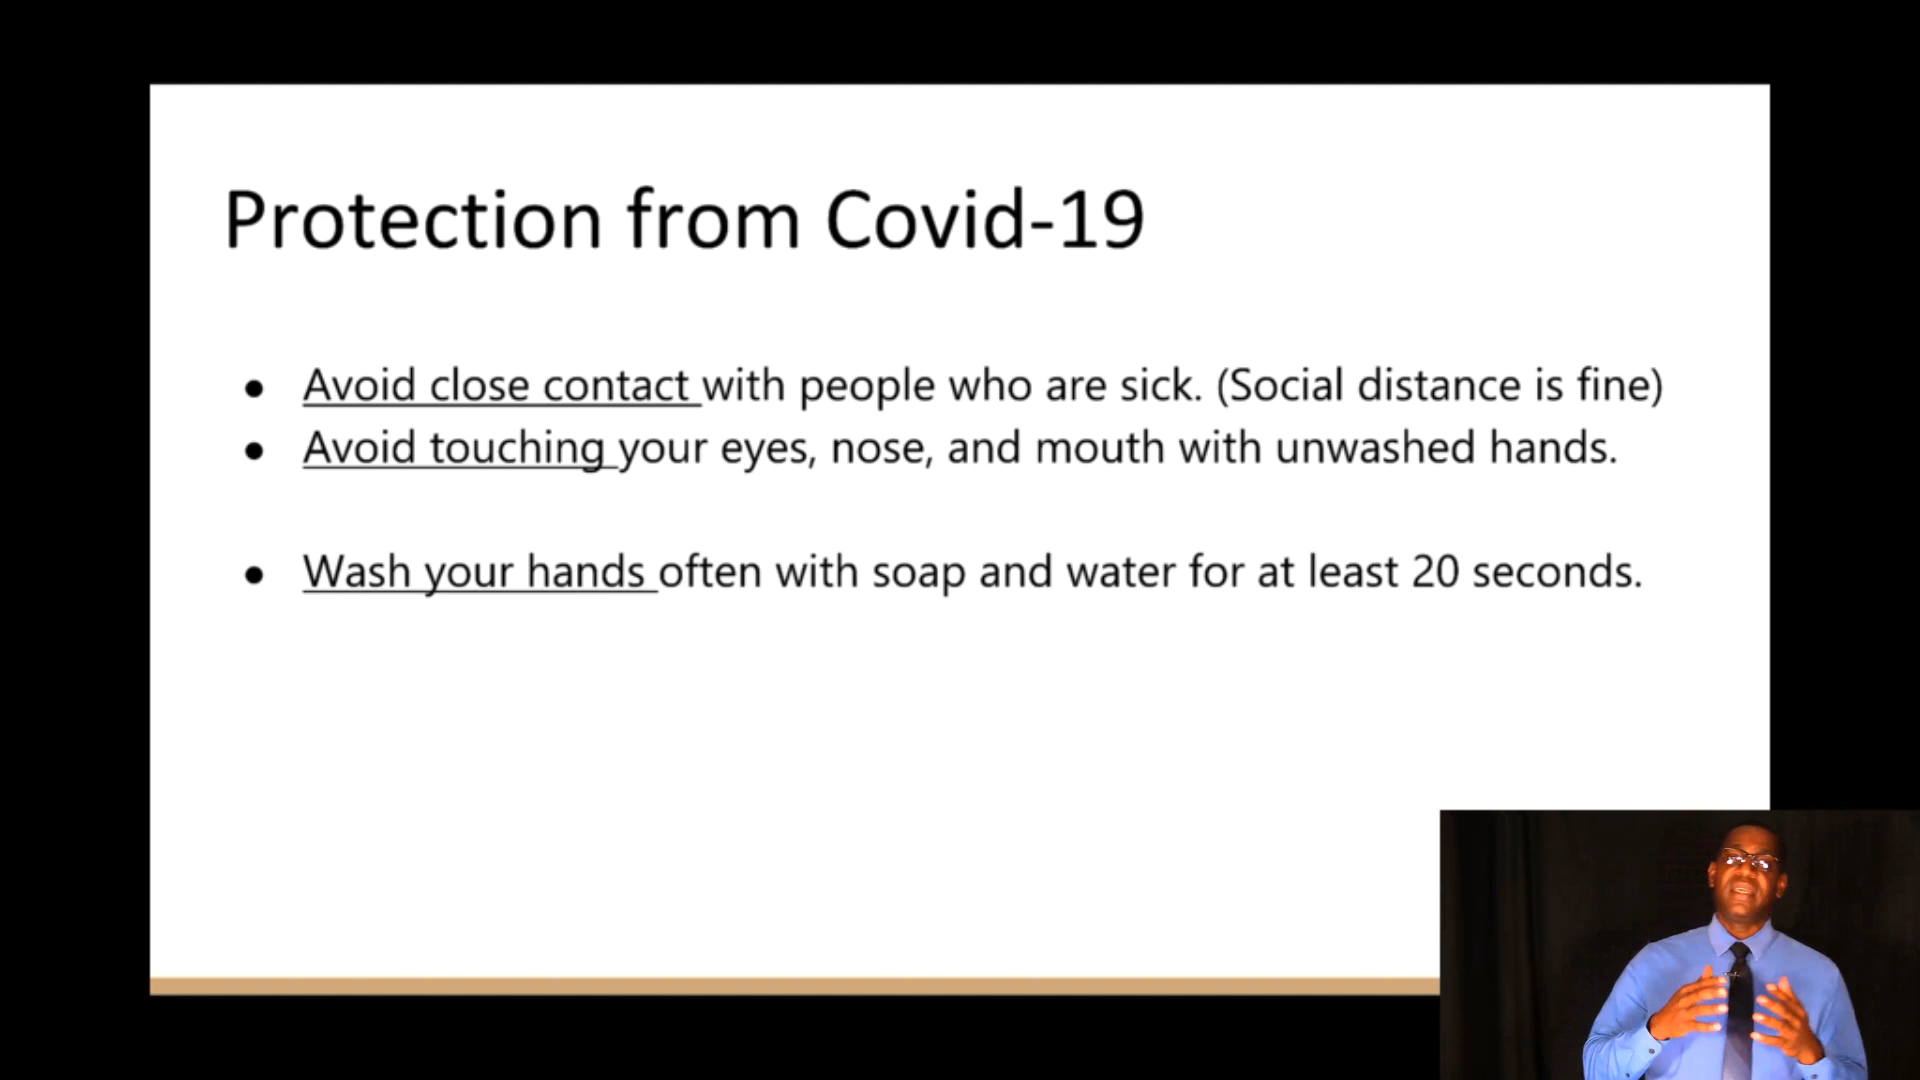 Protection from Covid-19
● Avoid close contact with people who are sick. (Social distance is fine)
● Avoid touching your eyes, nose, and mouth with unwashed hands.
● Wash your hands often with soap and water for at least 20 seconds.